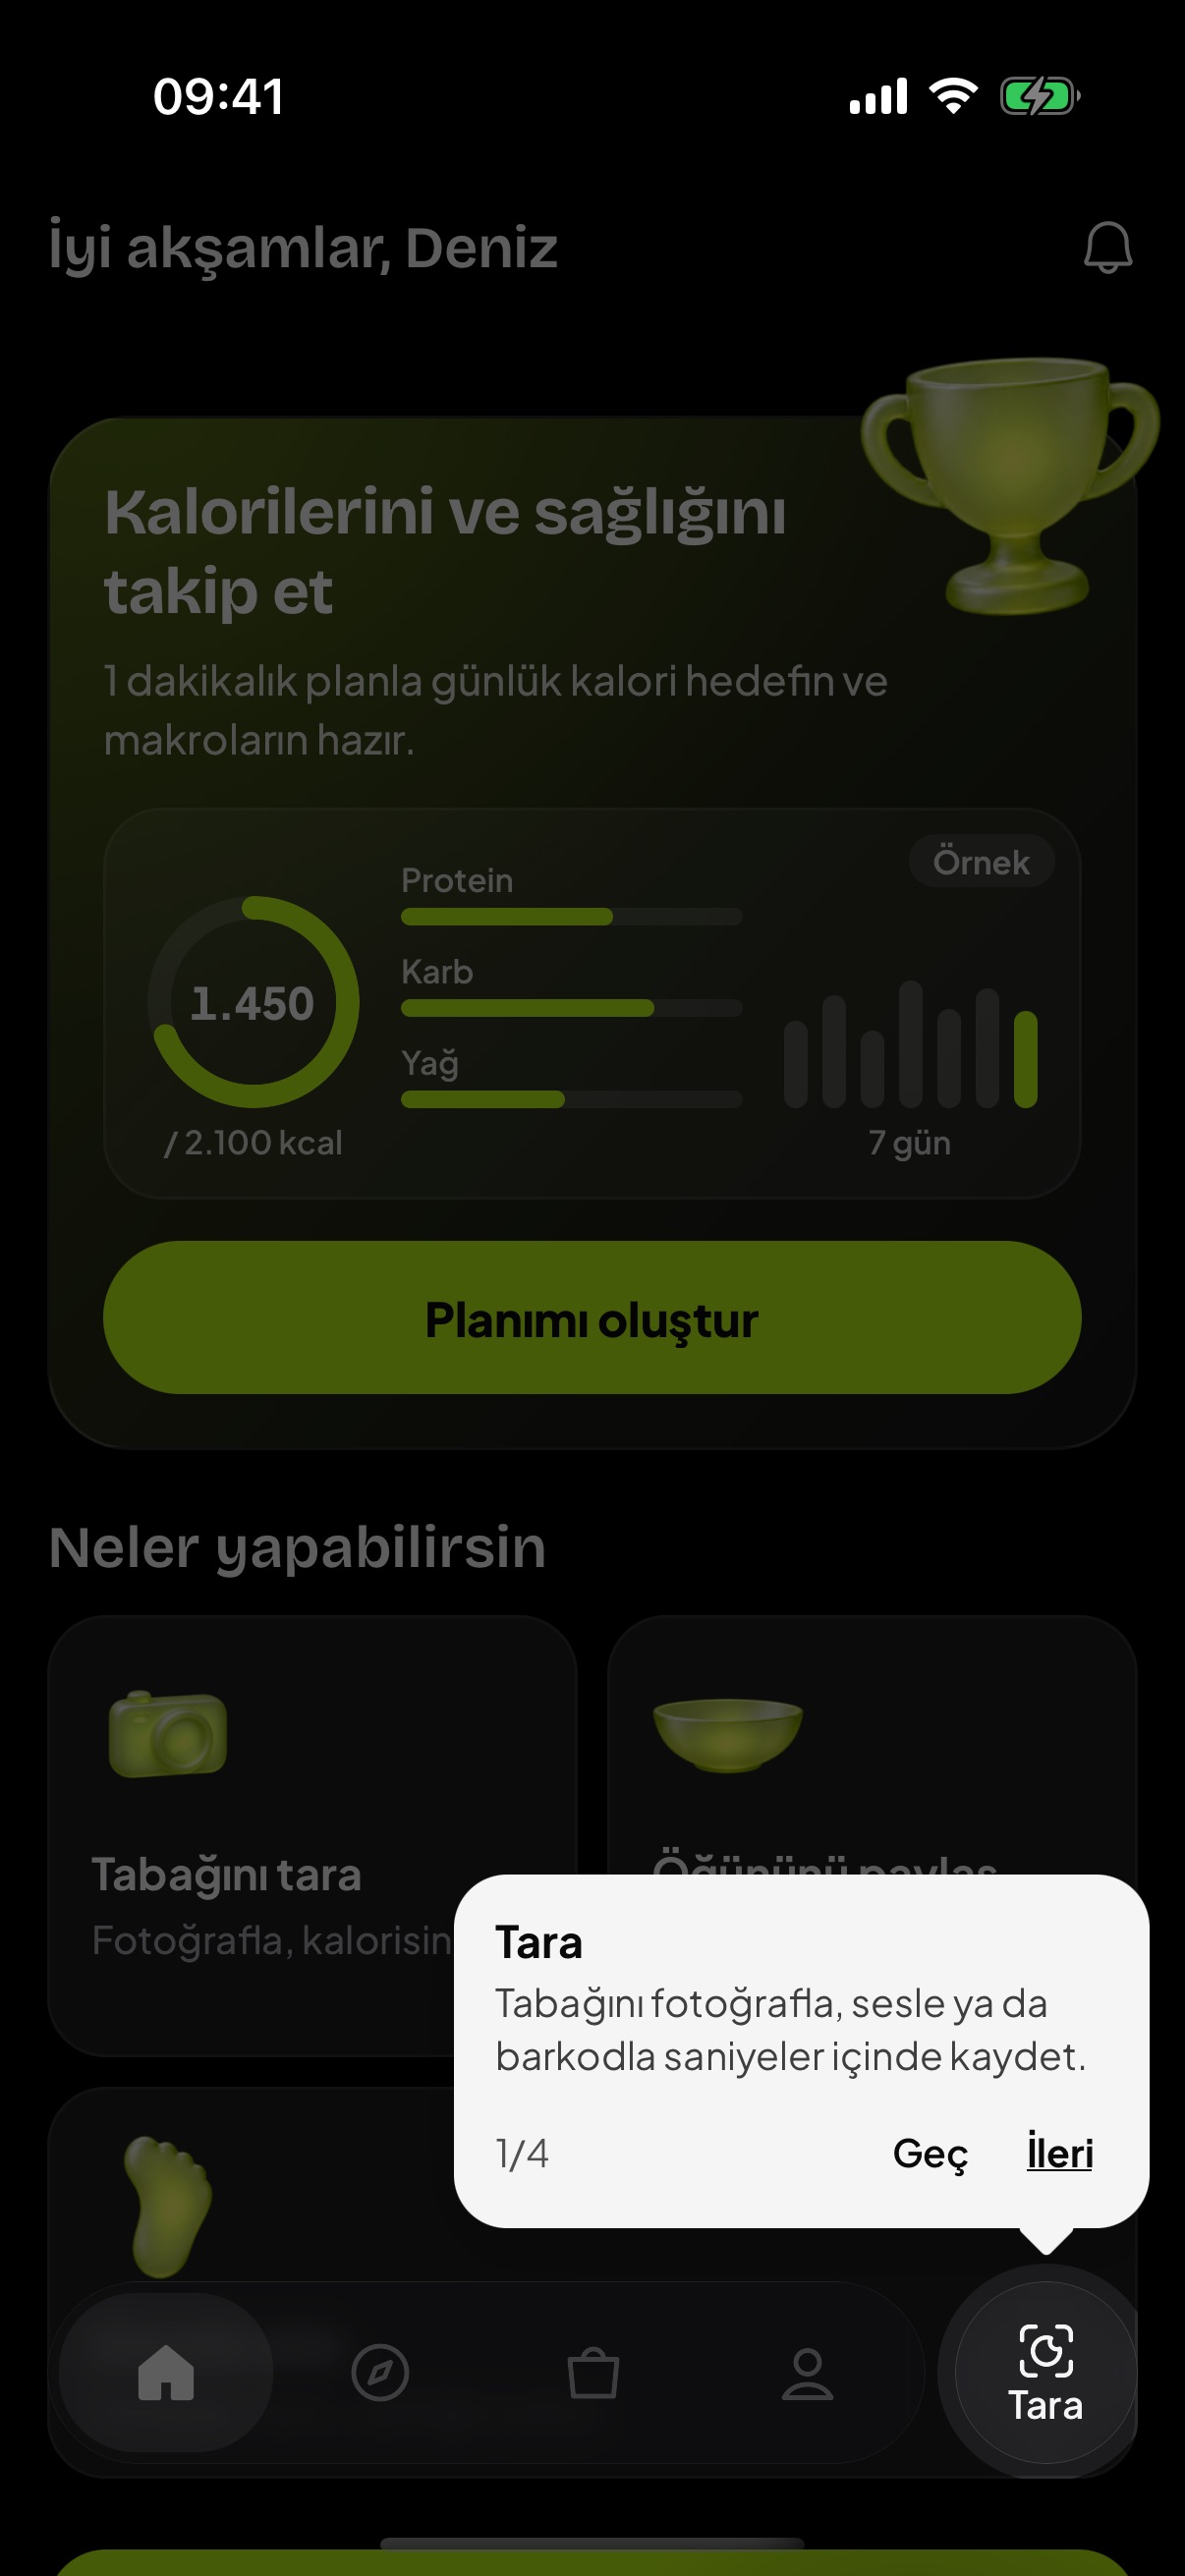 09:41
İyi akşamlar, Deniz
Kalorilerini ve sağlığını
takip et
1 dakikalık planla günlük kalori hedefin ve
makroların hazır.
Örnek
Protein
Karb
Yağ
1.450
/ 2.100 kcal
7 gün
Planımı oluştur
Neler yapabilirsin
Tabağını tara
Fotoğrafla, kalorisin
Öğününü paylaş
Tara
Tabağını fotoğrafla, sesle ya da
barkodla saniyeler içinde kaydet.
1/4
Geç
İleri
Tara